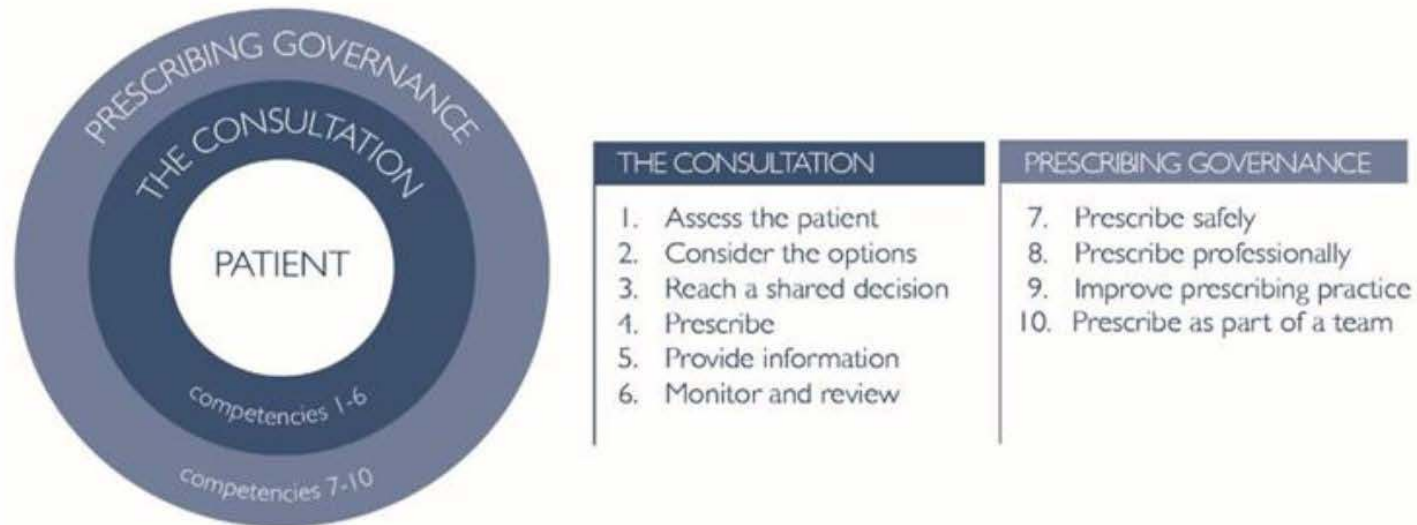 PRESCRIBING GOVERNANCE
THE CONSULTATION
PATIENT
competencies 1-6
competencies 7-10
THE CONSULTATION
1. Assess the patient
2. Consider the options
3. Reach a shared decision
4. Prescribe
5. Provide information
6. Monitor and review
PRESCRIBING GOVERNANCE
7. Prescribe safely
8. Prescribe professionally
9. Improve prescribing practice
10. Prescribe as part of a team